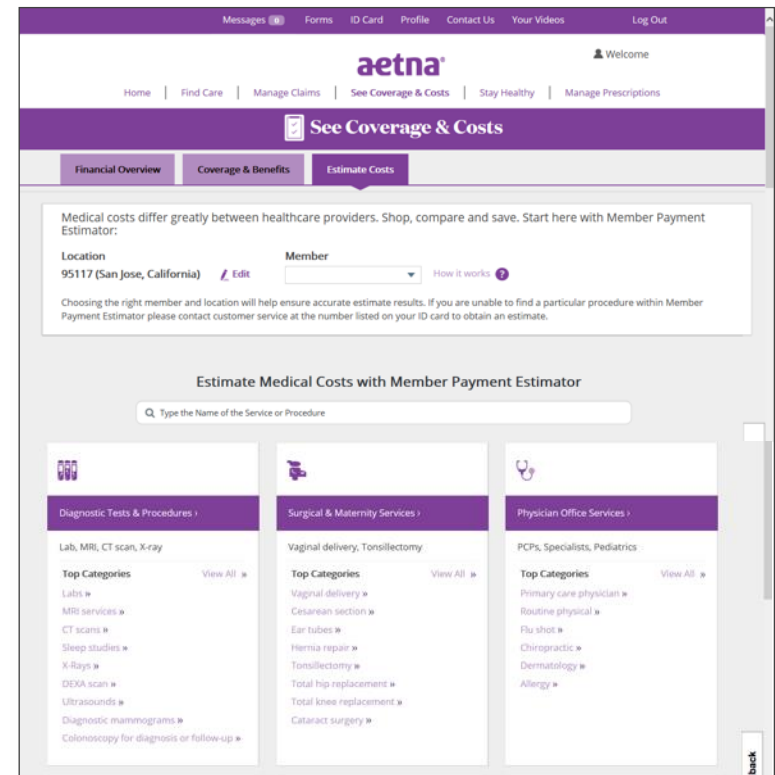 Messages 0 Forms ID Card Profile Contact Us Your Videos Log Out
aetna
Welcome
Home | Find Care | Manage Claims | See Coverage & Costs | Stay Healthy | Manage Prescriptions
See Coverage & Costs
Financial Overview Coverage & Benefits Estimate Costs
Medical costs differ greatly between healthcare providers. Shop, compare and save. Start here with Member Payment
Estimator:
Location Member
95117 (San Jose, California) Edit How it works ?
Choosing the right member and location will help ensure accurate estimate results. If you are unable to find a particular procedure within Member
Payment Estimator please contact customer service at the number listed on your ID card to obtain an estimate.
Estimate Medical Costs with Member Payment Estimator
Type the Name of the Service or Procedure
Diagnostic Tests & Procedures ›
Lab, MRI, CT scan, X-ray
Top Categories View All »
Labs »
MRI services »
CT scans »
Sleep studies »
X-Rays »
DEXA scan »
Ultrasounds »
Diagnostic mammograms »
Colonoscopy for diagnosis or follow-up »
Surgical & Maternity Services ›
Vaginal delivery, Tonsillectomy
Top Categories View All »
Vaginal delivery »
Cesarean section »
Ear tubes »
Hernia repair »
Tonsillectomy »
Total hip replacement »
Total knee replacement »
Cataract surgery »
Physician Office Services ›
PCPs, Specialists, Pediatrics
Top Categories View All »
Primary care physician »
Routine physical »
Flu shot »
Chiropractic »
Dermatology »
Allergy »
back